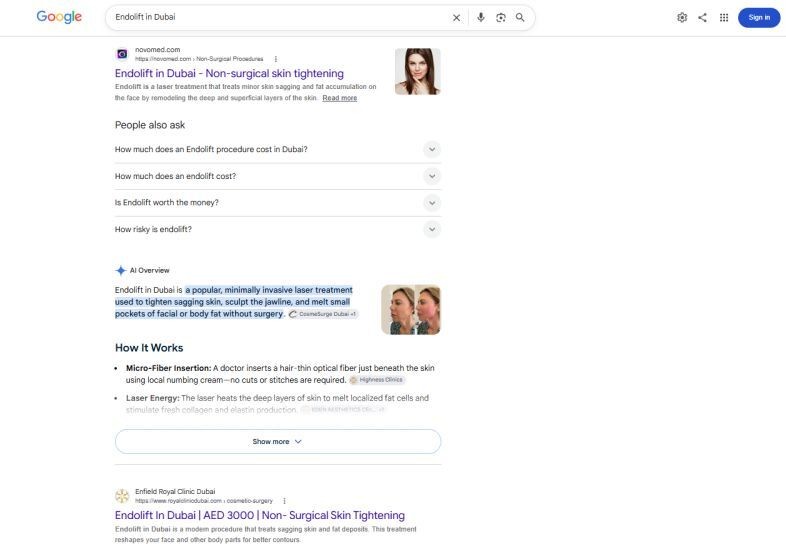 Google
Endolift in Dubai
Sign in
novomed.com
https://novomed.com › Non-Surgical Procedures
Endolift in Dubai - Non-surgical skin tightening
Endolift is a laser treatment that treats minor skin sagging and fat accumulation on
the face by remodeling the deep and superficial layers of the skin. Read more
People also ask
How much does an Endolift procedure cost in Dubai?
How much does an endolift cost?
Is Endolift worth the money?
How risky is endolift?
AI Overview
Endolift in Dubai is a popular, minimally invasive laser treatment
used to tighten sagging skin, sculpt the jawline, and melt small
pockets of facial or body fat without surgery. CosmeSurge Dubai +1
How It Works
• Micro-Fiber Insertion: A doctor inserts a hair-thin optical fiber just beneath the skin
using local numbing cream—no cuts or stitches are required. Highness Clinics
• Laser Energy: The laser heats the deep layers of skin to melt localized fat cells and
stimulate fresh collagen and elastin production. EDEN AESTHETICS CLI... +1
Show more
Enfield Royal Clinic Dubai
https://www.royalclinicdubai.com › cosmetic-surgery
Endolift In Dubai | AED 3000 | Non- Surgical Skin Tightening
Endolift in Dubai is a modern procedure that treats sagging skin and fat deposits. This treatment
reshapes your face and other body parts for better contours.